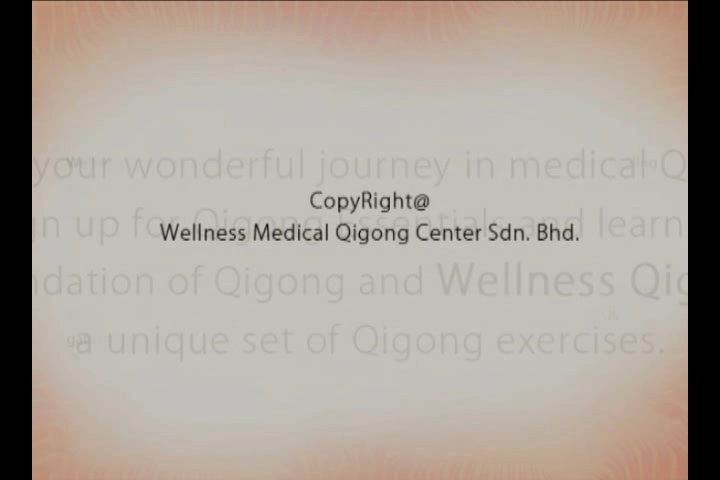 your wonderful journey in medical Q
CopyRight@
n up for Qigong Essentials and learn
Wellness Medical Qigong Center Sdn. Bhd.
ndation of Qigong and Wellness Qig
a unique set of Qigong exercises.